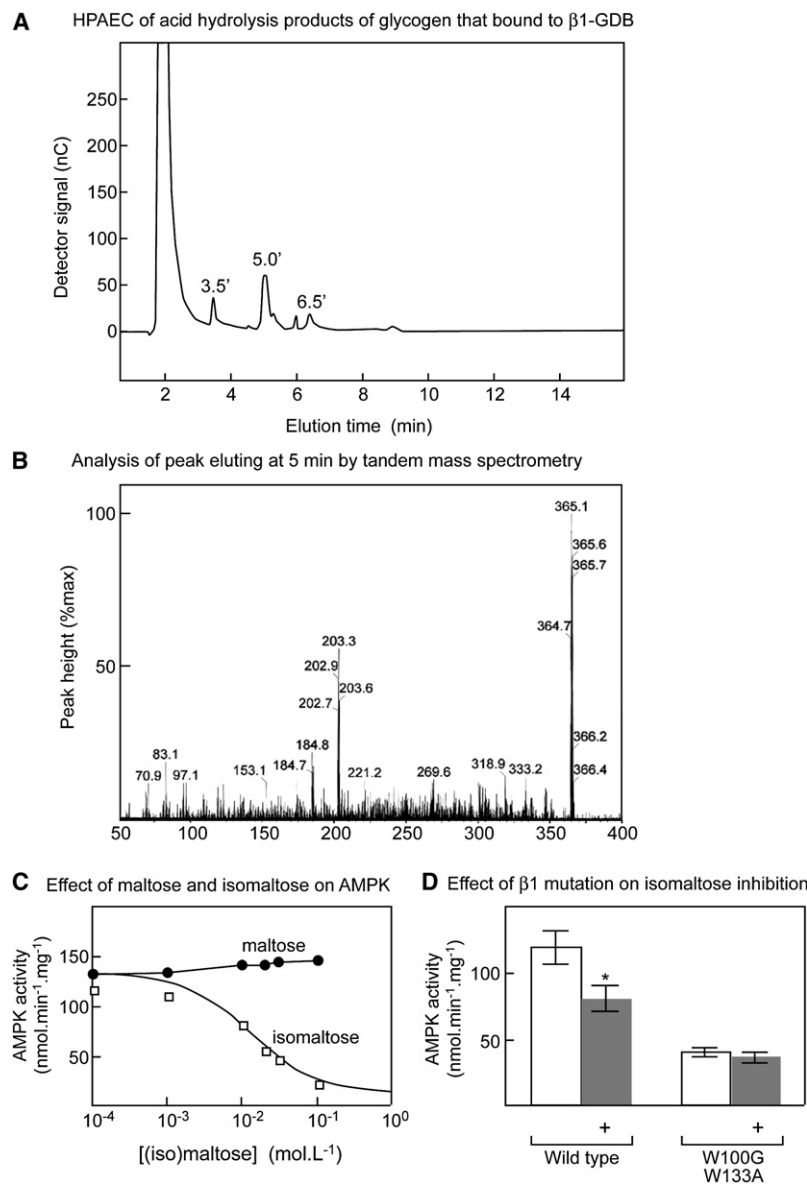 A HPAEC of acid hydrolysis products of glycogen that bound to β1-GDB
Detector signal (nC)
250
200
150
100
50
0
3.5'
5.0'
6.5'
2 4 6 8 10 12 14
Elution time (min)
B Analysis of peak eluting at 5 min by tandem mass spectrometry
Peak height (%max)
100
50
365.1
365.6
365.7
364.7
203.3
202.9
203.6
202.7
184.8
184.7
83.1
70.9
97.1
153.1
221.2
269.6
318.9
333.2
366.2
366.4
50 100 150 200 250 300 350 400
C Effect of maltose and isomaltose on AMPK
AMPK activity
(nmol.min-1.mg-1)
150
100
50
maltose
isomaltose
10-4 10-3 10-2 10-1 100
[(iso)maltose] (mol.L-1)
D Effect of β1 mutation on isomaltose inhibition
AMPK activity
(nmol.min-1.mg-1)
100
50
*
+ +
Wild type
W100G
W133A